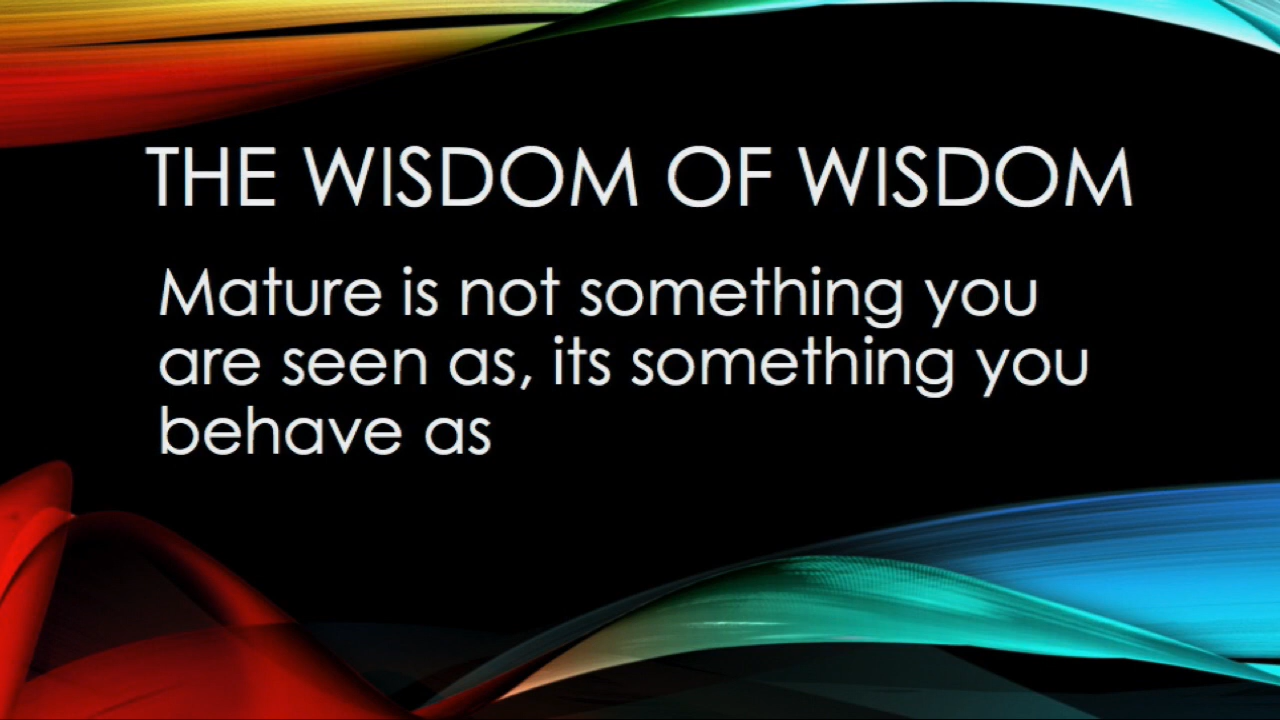 THE WISDOM OF WISDOM
Mature is not something you
are seen as, its something you
behave as